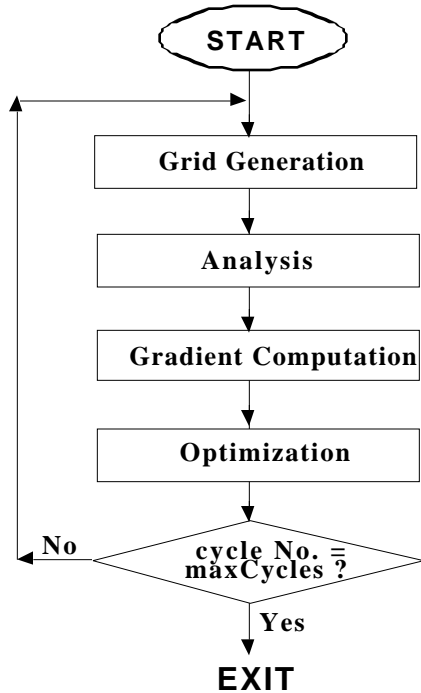 START
Grid Generation
Analysis
Gradient Computation
Optimization
cycle No. =
maxCycles ?
No
Yes
EXIT